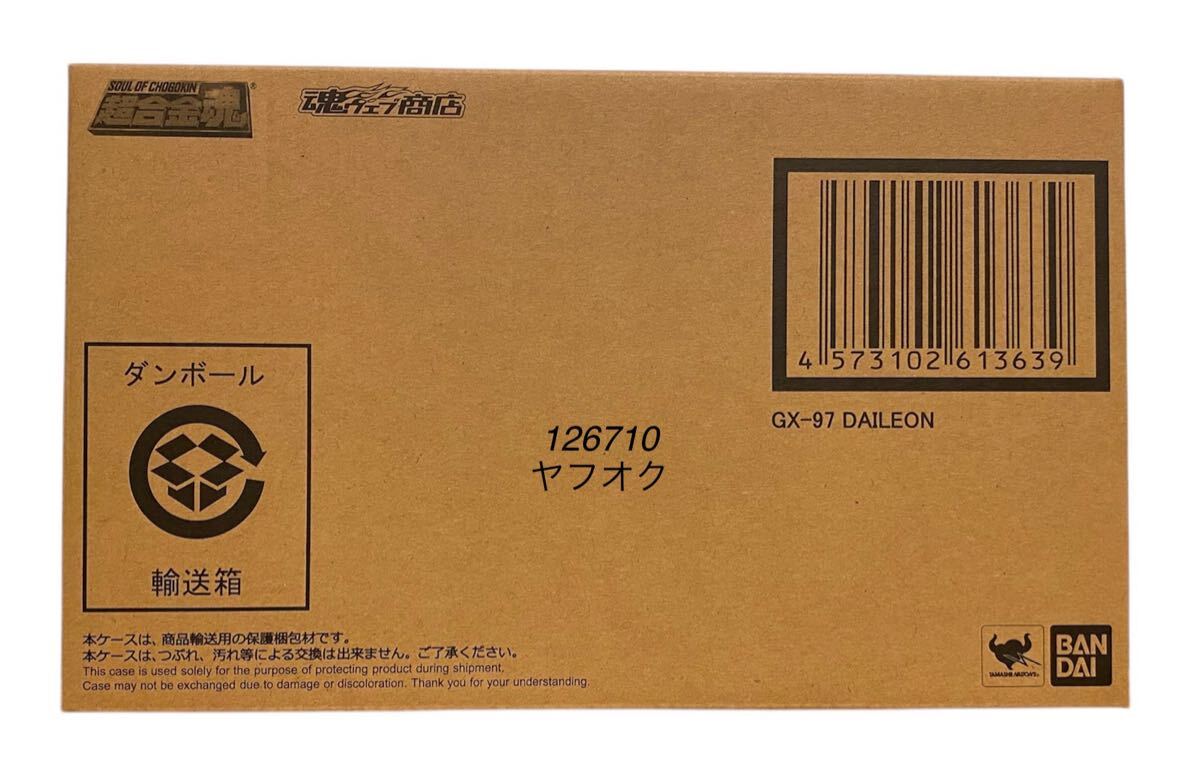 SOUL OF CHOGOKIN
超合金魂
®
魂ウェブ商店
4 573102 613639
GX-97 DAILEON
ダンボール
輸送箱
126710
ヤフオク
本ケースは、商品輸送用の保護梱包材です。
本ケースは、つぶれ、汚れ等による交換は出来ません。ご了承ください。
This case is used solely for the purpose of protecting product during shipment.
Case may not be exchanged due to damage or discoloration. Thank you for your understanding.
TAMASHII NATIONS
BAN
DAI